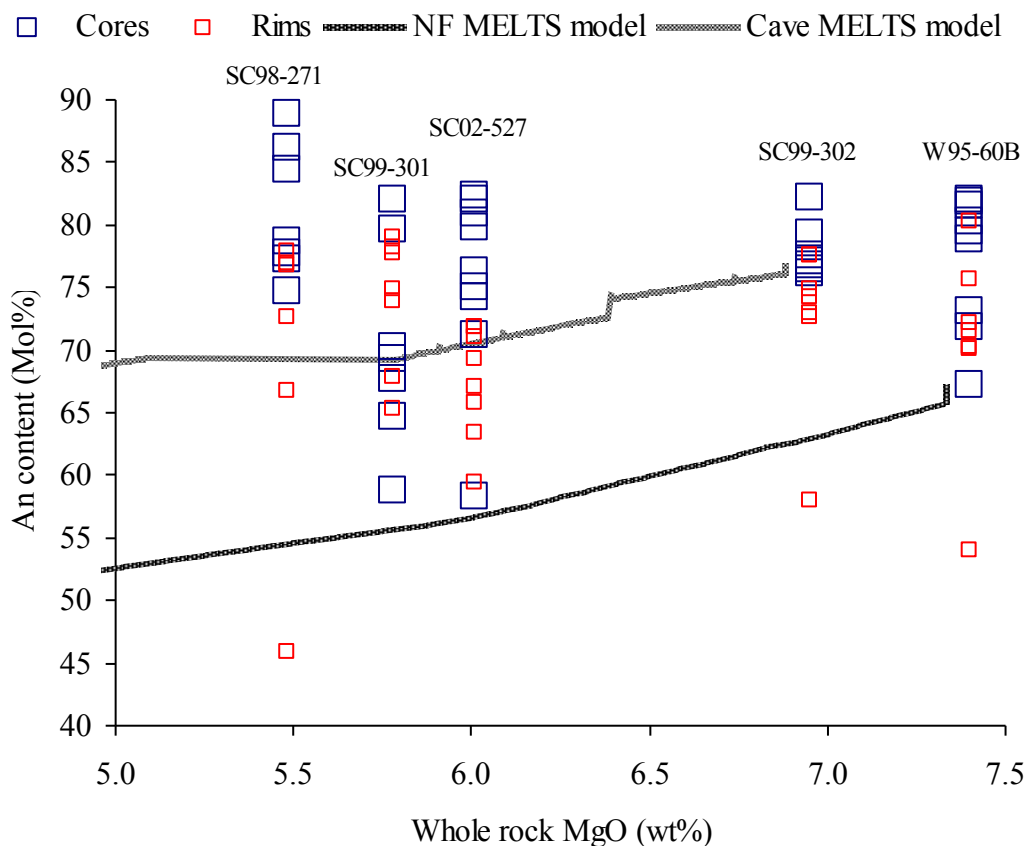 Cores Rims NF MELTS model Cave MELTS model
SC98-271
SC02-527
SC99-301
SC99-302
W95-60B
An content (Mol%)
90
85
80
75
70
65
60
55
50
45
40
5.0 5.5 6.0 6.5 7.0 7.5
Whole rock MgO (wt%)